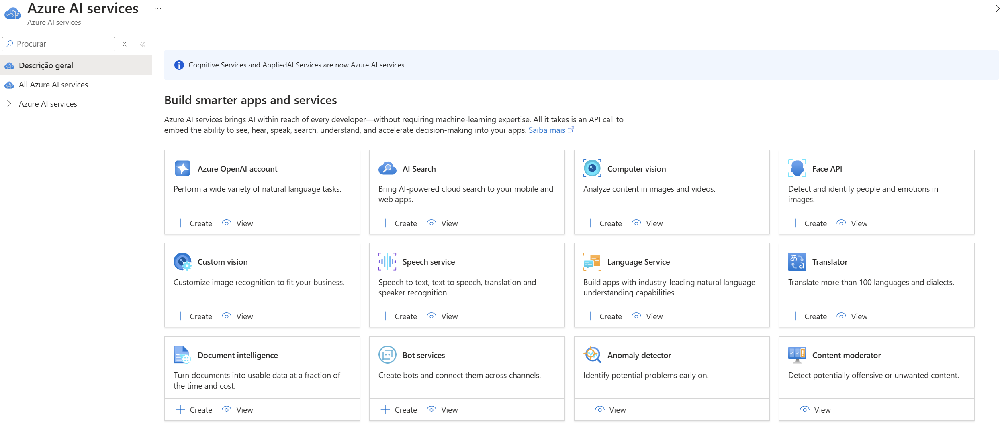 Azure AI services
...
Azure AI services
Procurar
Descrição geral
All Azure AI services
Azure AI services
Cognitive Services and AppliedAI Services are now Azure AI services.
Build smarter apps and services
Azure AI services brings AI within reach of every developer—without requiring machine-learning expertise. All it takes is an API call to
embed the ability to see, hear, speak, search, understand, and accelerate decision-making into your apps. Saiba mais
Azure OpenAI account
Perform a wide variety of natural language tasks.
Create View
AI Search
Bring AI-powered cloud search to your mobile and
web apps.
Create View
Computer vision
Analyze content in images and videos.
Create View
Face API
Detect and identify people and emotions in
images.
Create View
Custom vision
Customize image recognition to fit your business.
Create View
Speech service
Speech to text, text to speech, translation and
speaker recognition.
Create View
Language Service
Build apps with industry-leading natural language
understanding capabilities.
Create View
あ a
Translator
Translate more than 100 languages and dialects.
Create View
Document intelligence
Turn documents into usable data at a fraction of
the time and cost.
Create View
Bot services
Create bots and connect them across channels.
Create View
Anomaly detector
Identify potential problems early on.
View
Content moderator
Detect potentially offensive or unwanted content.
View